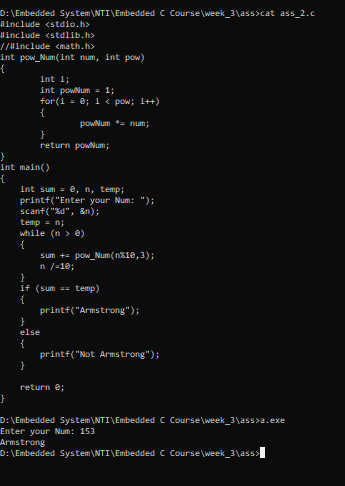 D:\Embedded System\NTI\Embedded C Course\week_3\ass>cat ass_2.c
#include <stdio.h>
#include <stdlib.h>
//#include <math.h>
int pow_Num(int num, int pow)
{
        int i;
        int powNum = 1;
        for(i = 0; i < pow; i++)
        {
                powNum *= num;
        }
        return powNum;
}
int main()
{
    int sum = 0, n, temp;
    printf("Enter your Num: ");
    scanf("%d", &n);
    temp = n;
    while (n > 0)
    {
        sum += pow_Num(n%10,3);
        n /=10;
    }
    if (sum == temp)
    {
        printf("Armstrong");
    }
    else
    {
        printf("Not Armstrong");
    }

    return 0;
}
D:\Embedded System\NTI\Embedded C Course\week_3\ass>a.exe
Enter your Num: 153
Armstrong
D:\Embedded System\NTI\Embedded C Course\week_3\ass>